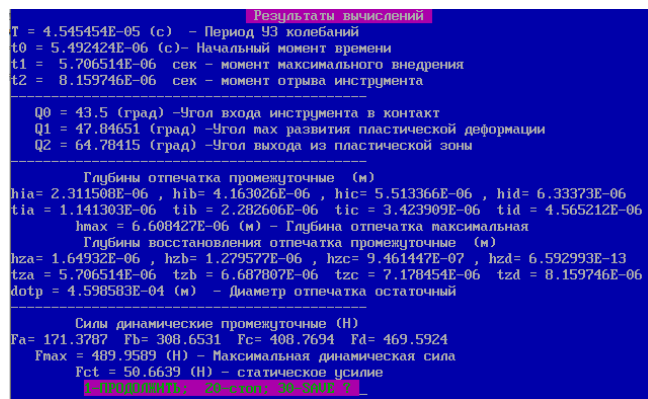 Результаты вычислений
T = 4.545454E-05 (с) - Период УЗ колебаний
t0 = 5.492424E-06 (с)- Начальный момент времени
t1 = 5.706514E-06 сек - момент максимального внедрения
t2 = 8.159746E-06 сек - момент отрыва инструмента
------------------------------------------------
Q0 = 43.5 (град) -Угол входа инструмента в контакт
Q1 = 47.84651 (град) -Угол max развития пластической деформации
Q2 = 64.78415 (град) -Угол выхода из пластической зоны
------------------------------------------------
Глубины отпечатка промежуточные (м)
hia= 2.311508E-06 , hib= 4.163026E-06 , hic= 5.513366E-06 , hid= 6.33373E-06
tia = 1.141303E-06 tib = 2.282606E-06 tic = 3.423909E-06 tid = 4.565212E-06
hmax = 6.608427E-06 (м) - Глубина отпечатка максимальная
Глубины восстановления отпечатка промежуточные (м)
hza= 1.64932E-06 , hzb= 1.279577E-06 , hzc= 9.461447E-07 , hzd= 6.592993E-13
tza = 5.706514E-06 tzb = 6.687807E-06 tzc = 7.178454E-06 tzd = 8.159746E-06
dotp = 4.598583E-04 (м) - Диаметр отпечатка остаточный
------------------------------------------------
Силы динамические промежуточные (Н)
Fa= 171.3787 Fb= 308.6531 Fc= 408.7694 Fd= 469.5924
Fmax = 489.9589 (Н) - Максимальная динамическая сила
Fct = 50.6639 (Н) - статическое усилие
1-ПРОДОЛЖИТЬ; 20-стоп; 30-SAVE ? _